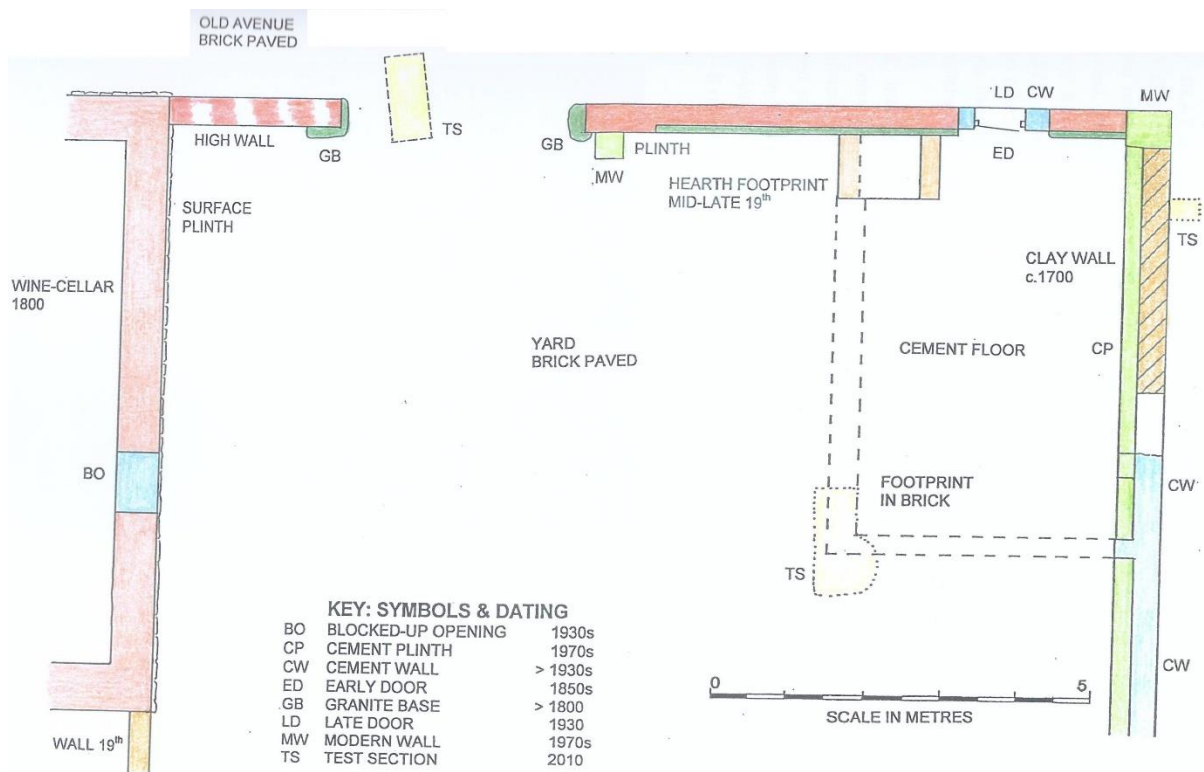 OLD AVENUE
BRICK PAVED
LD CW MW
TS
HIGH WALL
GB
GB
PLINTH
MW
ED
HEARTH FOOTPRINT
MID-LATE 19th
SURFACE
PLINTH
TS
CLAY WALL
c.1700
WINE-CELLAR
1800
YARD
BRICK PAVED
CEMENT FLOOR
CP
BO
FOOTPRINT
IN BRICK
CW
TS
KEY: SYMBOLS & DATING
BO BLOCKED-UP OPENING 1930s
CP CEMENT PLINTH 1970s
CW CEMENT WALL > 1930s
ED EARLY DOOR 1850s
GB GRANITE BASE > 1800
LD LATE DOOR 1930
MW MODERN WALL 1970s
TS TEST SECTION 2010
0 5
SCALE IN METRES
CW
WALL 19th